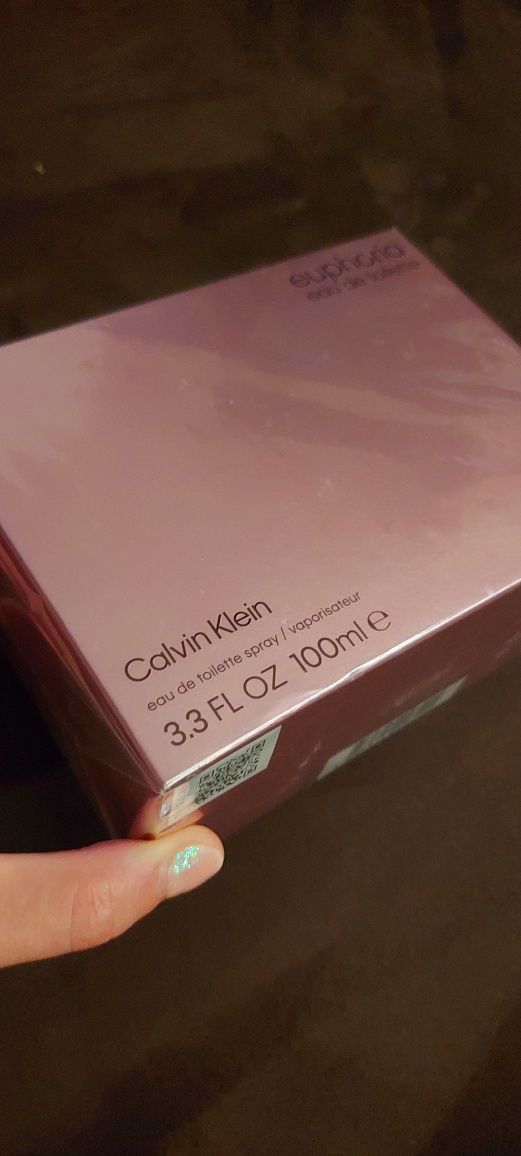 euphoria
eau de toilette
Calvin Klein
eau de toilette spray / vaporisateur
3.3 FL OZ 100ml ℮